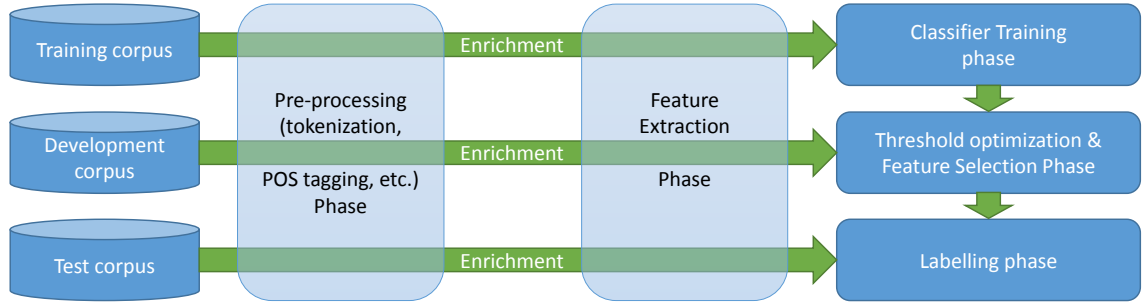 Training corpus
Enrichment
Classifier Training
phase
Pre-processing
(tokenization,
POS tagging, etc.)
Phase
Feature
Extraction
Phase
Development
corpus
Enrichment
Threshold optimization &
Feature Selection Phase
Test corpus
Enrichment
Labelling phase